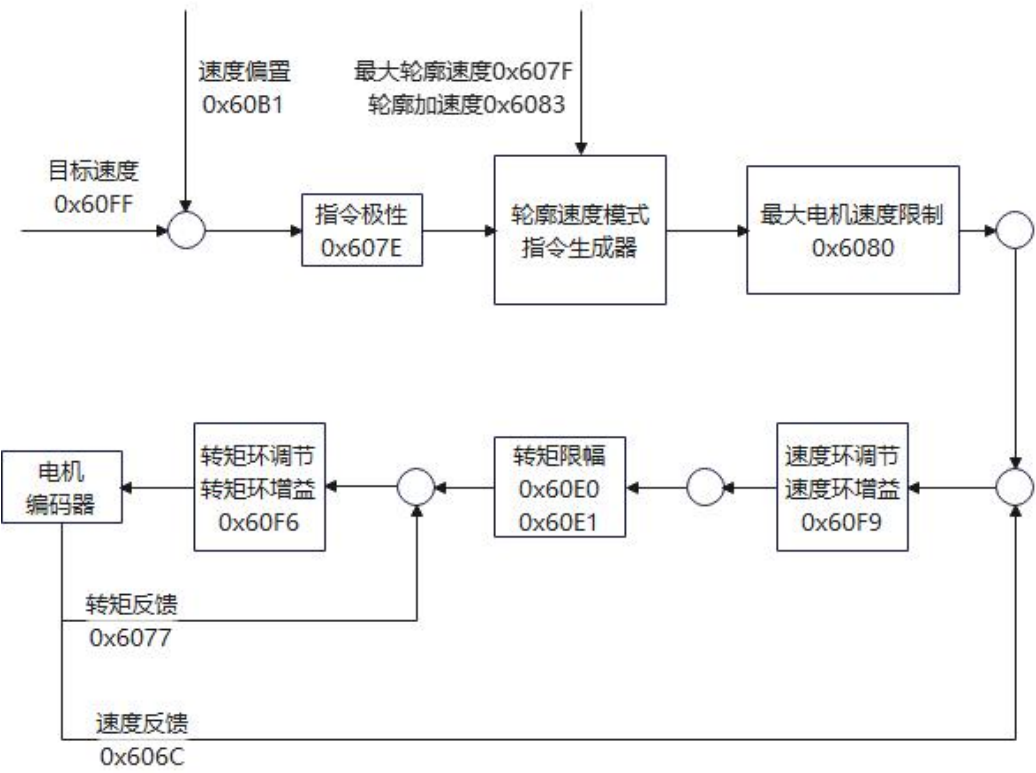 速度偏置
0x60B1
最大轮廓速度0x607F
轮廓加速度0x6083
目标速度
0x60FF
指令极性
0x607E
轮廓速度模式
指令生成器
最大电机速度限制
0x6080
电机
编码器
转矩环调节
转矩环增益
0x60F6
转矩限幅
0x60E0
0x60E1
速度环调节
速度环增益
0x60F9
转矩反馈
0x6077
速度反馈
0x606C